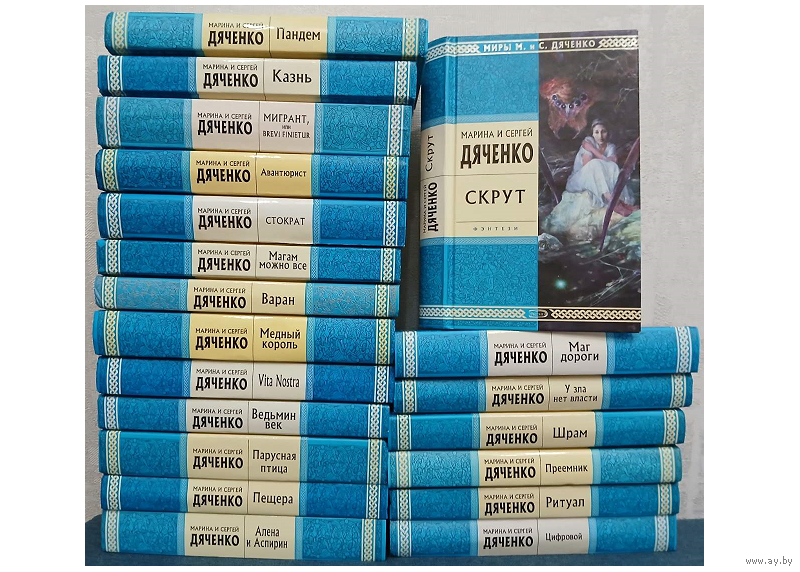 МАРИНА И СЕРГЕЙ
ДЯЧЕНКО
Пандем
МАРИНА И СЕРГЕЙ
ДЯЧЕНКО
Казнь
МАРИНА И СЕРГЕЙ
ДЯЧЕНКО
МИГРАНТ,
ИЛИ
BREVI FINIETUR
МАРИНА И СЕРГЕЙ
ДЯЧЕНКО
Авантюрист
МАРИНА И СЕРГЕЙ
ДЯЧЕНКО
СТОКРАТ
МАРИНА И СЕРГЕЙ
ДЯЧЕНКО
Магам
можно все
МАРИНА И СЕРГЕЙ
ДЯЧЕНКО
Варан
МАРИНА И СЕРГЕЙ
ДЯЧЕНКО
Медный
король
МАРИНА И СЕРГЕЙ
ДЯЧЕНКО
Vita Nostra
МАРИНА И СЕРГЕЙ
ДЯЧЕНКО
Ведьмин
век
МАРИНА И СЕРГЕЙ
ДЯЧЕНКО
Парусная
птица
МАРИНА И СЕРГЕЙ
ДЯЧЕНКО
Пещера
МАРИНА И СЕРГЕЙ
ДЯЧЕНКО
Алена
и Аспирин
МИРЫ М. И С. ДЯЧЕНКО
МАРИНА И СЕРГЕЙ
ДЯЧЕНКО
СКРУТ
ФЭНТЕЗИ
МАРИНА И СЕРГЕЙ
ДЯЧЕНКО
Скрут
МАРИНА И СЕРГЕЙ
ДЯЧЕНКО
Маг
дороги
МАРИНА И СЕРГЕЙ
ДЯЧЕНКО
У зла
нет власти
МАРИНА И СЕРГЕЙ
ДЯЧЕНКО
Шрам
МАРИНА И СЕРГЕЙ
ДЯЧЕНКО
Преемник
МАРИНА И СЕРГЕЙ
ДЯЧЕНКО
Ритуал
МАРИНА И СЕРГЕЙ
ДЯЧЕНКО
Цифровой
www.ay.by